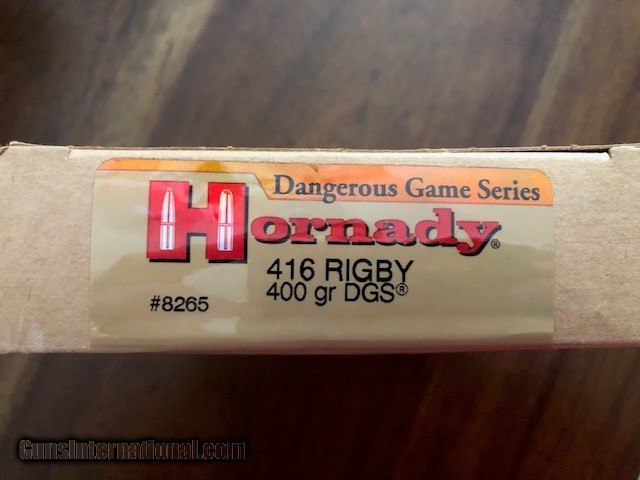 Dangerous Game Series
Hornady®
416 RIGBY
#8265 400 gr DGS®
GunsInternational.com